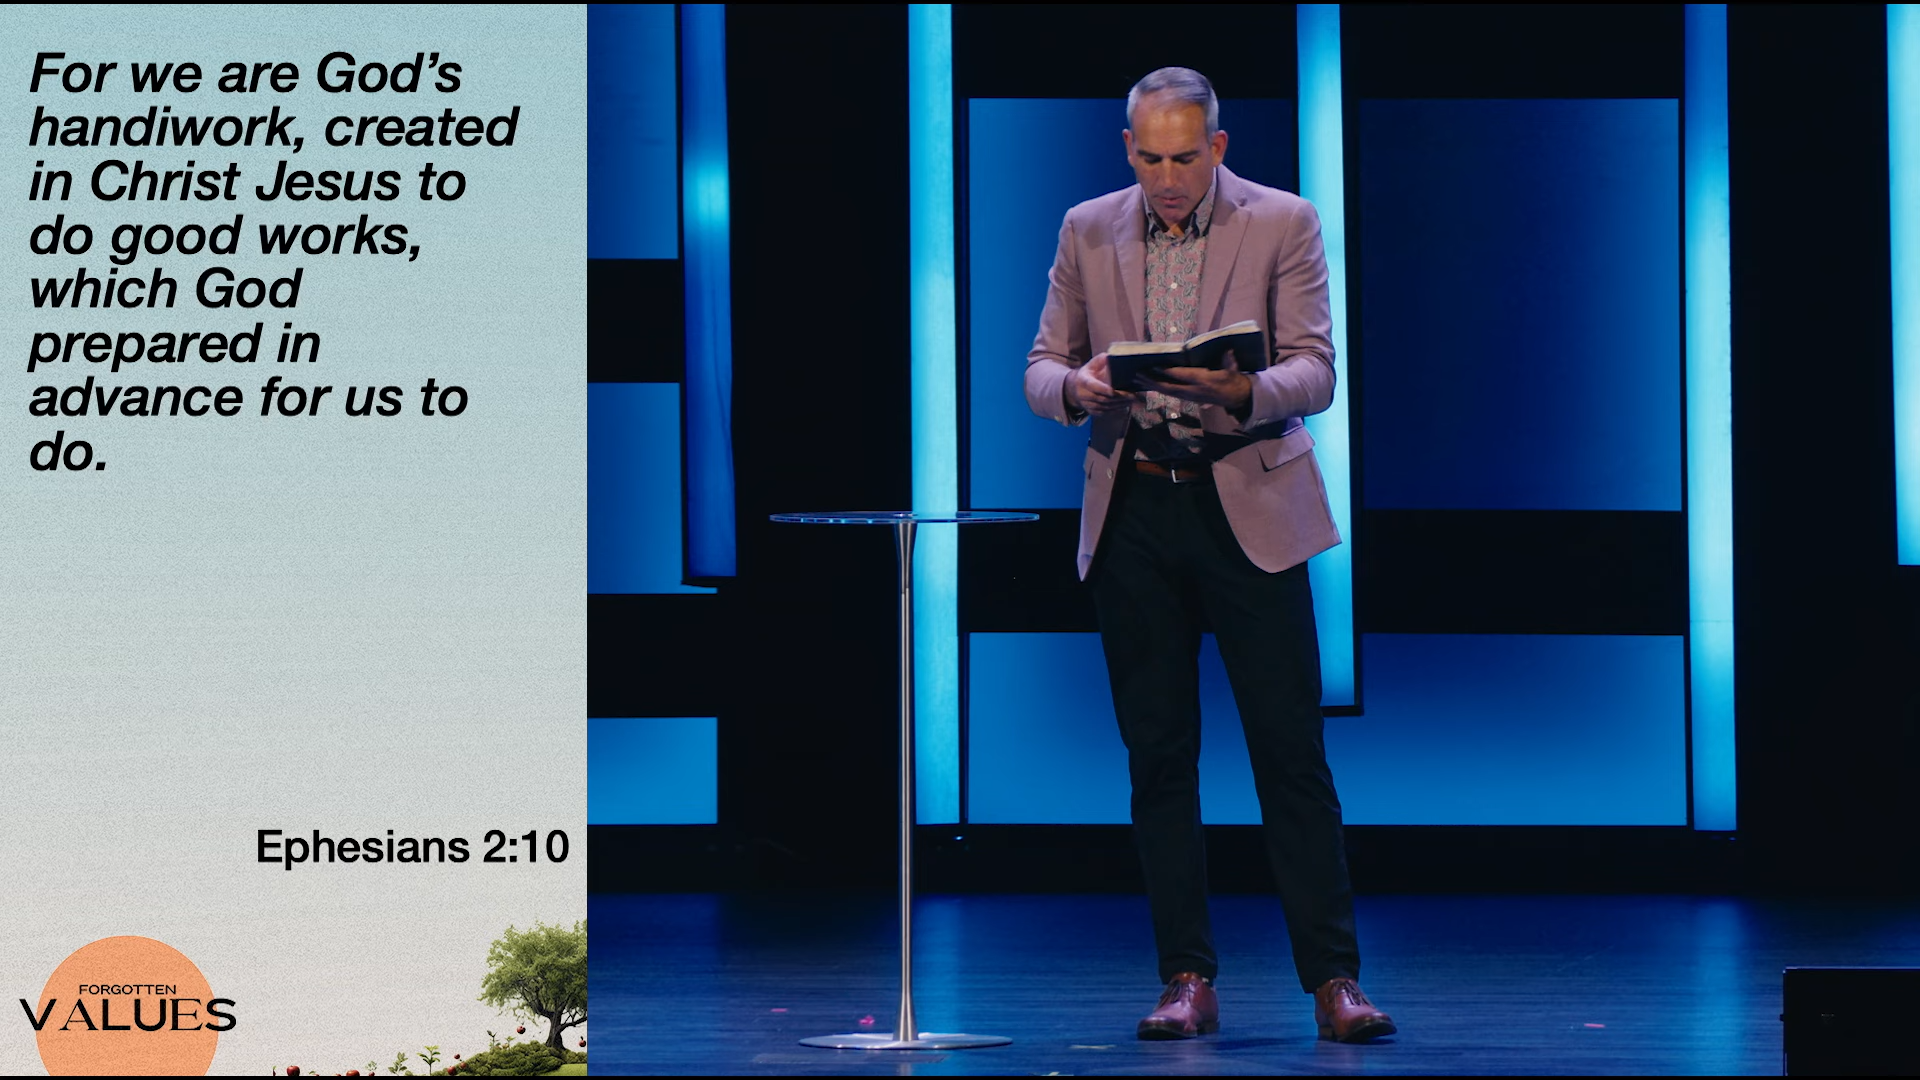 For we are God’s
handiwork, created
in Christ Jesus to
do good works,
which God
prepared in
advance for us to
do.
Ephesians 2:10
FORGOTTEN
VALUES